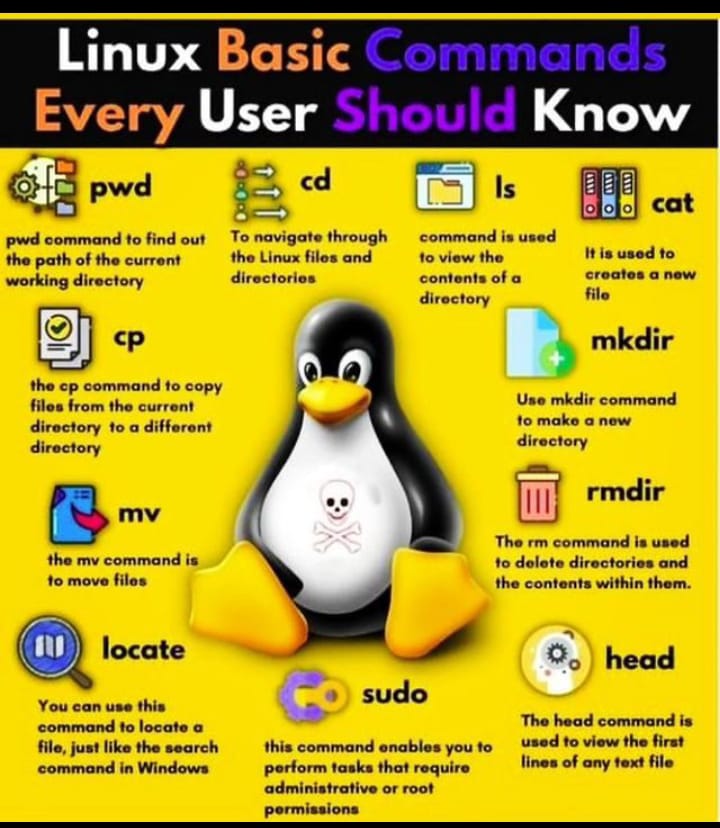 Linux Basic Commands
Every User Should Know
pwd
pwd command to find out
the path of the current
working directory
cd
To navigate through
the Linux files and
directories
ls
command is used
to view the
contents of a
directory
cat
It is used to
creates a new
file
cp
the cp command to copy
files from the current
directory to a different
directory
mkdir
Use mkdir command
to make a new
directory
mv
the mv command is
to move files
rmdir
The rm command is used
to delete directories and
the contents within them.
locate
You can use this
command to locate a
file, just like the search
command in Windows
sudo
this command enables you to
perform tasks that require
administrative or root
permissions
head
The head command is
used to view the first
lines of any text file